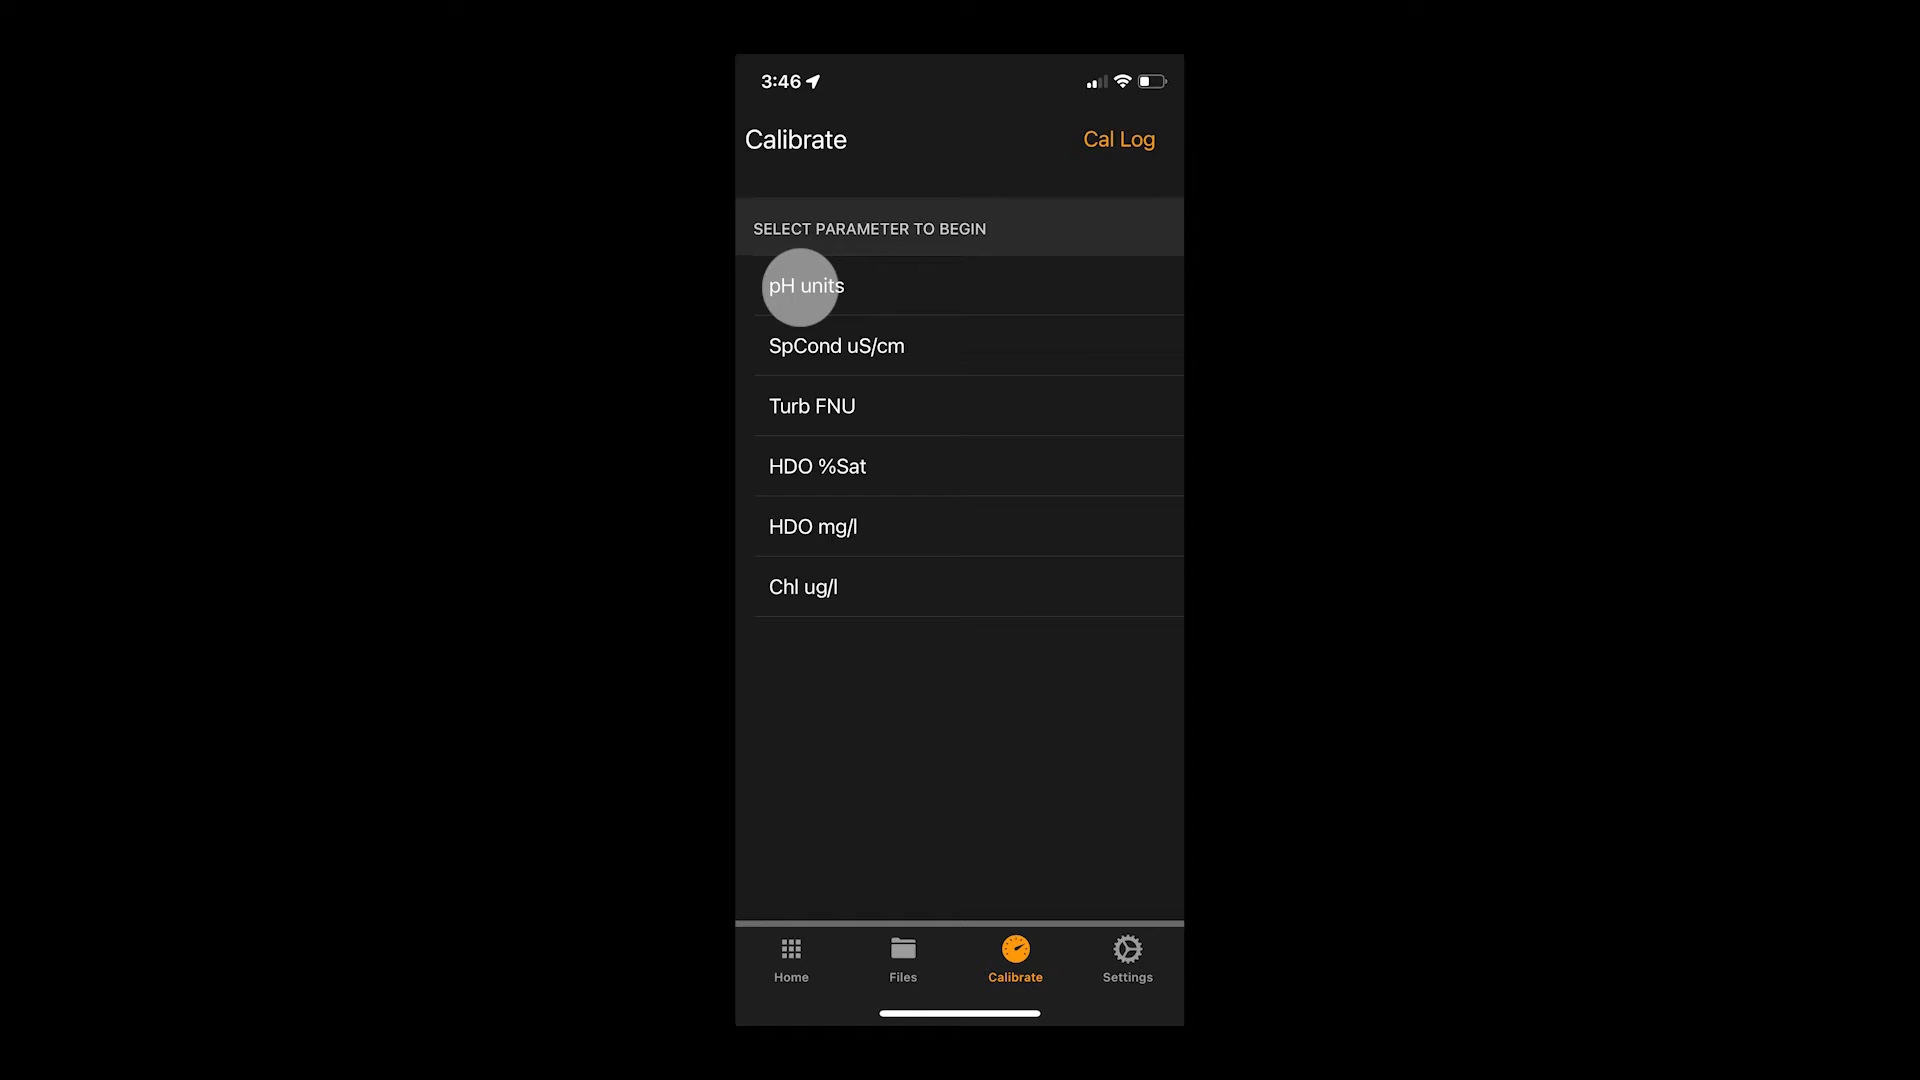 3:46
Calibrate
Cal Log
SELECT PARAMETER TO BEGIN
pH units
SpCond uS/cm
Turb FNU
HDO %Sat
HDO mg/l
Chl ug/l
Home
Files
Calibrate
Settings